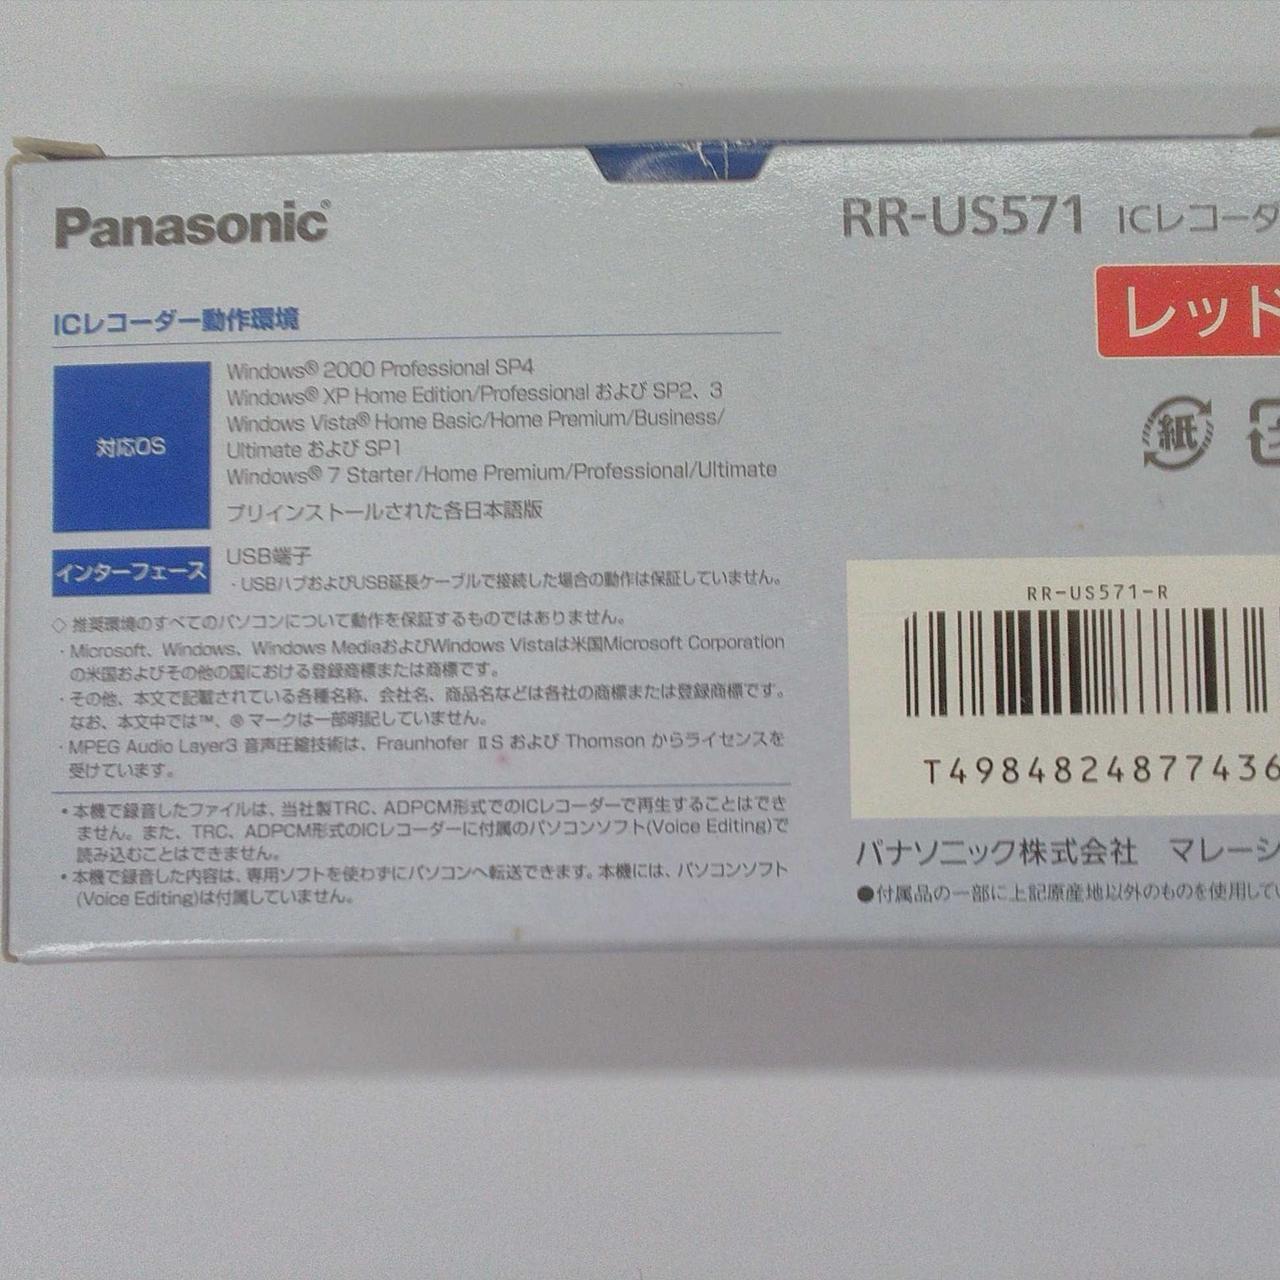 Panasonic®
RR-US571 ICレコーダ
レッド
ICレコーダー動作環境
対応OS
Windows® 2000 Professional SP4
Windows® XP Home Edition/Professional および SP2、3
Windows Vista® Home Basic/Home Premium/Business/
Ultimate および SP1
Windows® 7 Starter/Home Premium/Professional/Ultimate
プリインストールされた各日本語版
インターフェース
USB端子
・USBハブおよびUSB延長ケーブルで接続した場合の動作は保証していません。
◇ 推奨環境のすべてのパソコンについて動作を保証するものではありません。
・Microsoft、Windows、Windows MediaおよびWindows Vistaは米国Microsoft Corporation
の米国およびその他の国における登録商標または商標です。
・その他、本文で記載されている各種名称、会社名、商品名などは各社の商標または登録商標です。
なお、本文中では™、® マークは一部明記していません。
・MPEG Audio Layer3 音声圧縮技術は、Fraunhofer IIS および Thomson からライセンスを
受けています。
• 本機で録音したファイルは、当社製TRC、ADPCM形式でのICレコーダーで再生することはでき
ません。また、TRC、ADPCM形式のICレコーダーに付属のパソコンソフト(Voice Editing)で
読み込むことはできません。
• 本機で録音した内容は、専用ソフトを使わずにパソコンへ転送できます。本機には、パソコンソフト
(Voice Editing)は付属していません。
紙
RR-US571-R
T4984824877436
パナソニック株式会社 マレーシ
●付属品の一部に上記原産地以外のものを使用してい